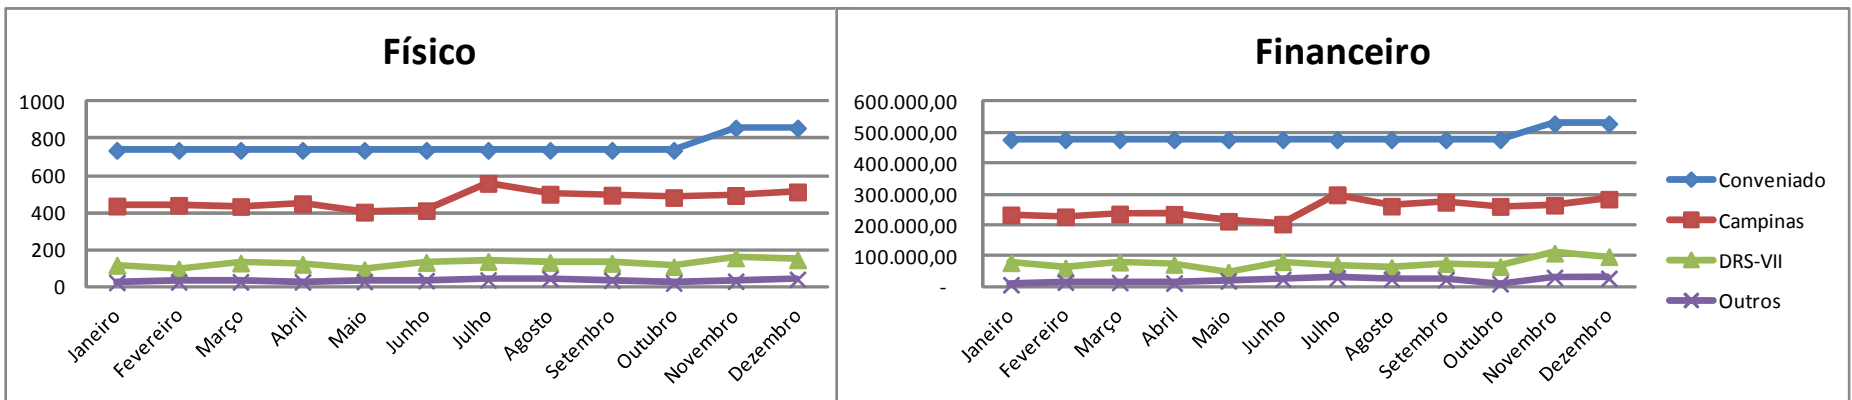 Físico
1000
800
600
400
200
0
Janeiro
Fevereiro
Março
Abril
Maio
Junho
Julho
Agosto
Setembro
Outubro
Novembro
Dezembro
Financeiro
600.000,00
500.000,00
400.000,00
300.000,00
200.000,00
100.000,00
-
Janeiro
Fevereiro
Março
Abril
Maio
Junho
Julho
Agosto
Setembro
Outubro
Novembro
Dezembro
Conveniado
Campinas
DRS-VII
Outros